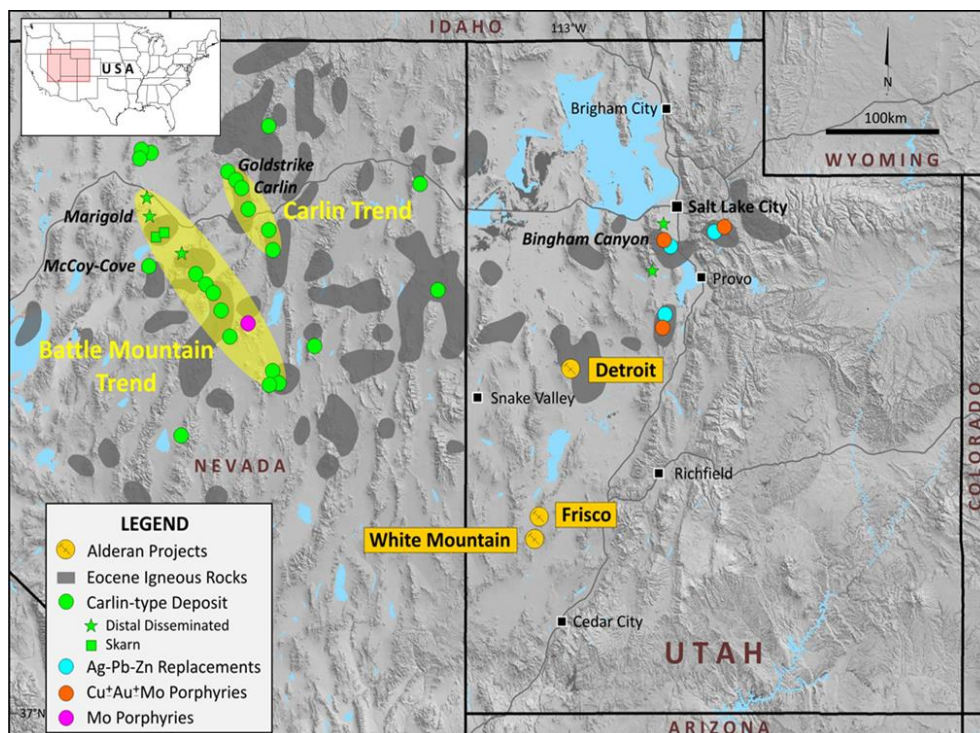 IDAHO
113°W
USA
N
100km
WYOMING
Brigham City
Goldstrike
Carlin
Carlin Trend
Marigold
McCoy-Cove
Salt Lake City
Bingham Canyon
Provo
Battle Mountain
Trend
Detroit
Snake Valley
COLORADO
NEVADA
Richfield
Frisco
White Mountain
Cedar City
UTAH
LEGEND
Alderan Projects
Eocene Igneous Rocks
Carlin-type Deposit
Distal Disseminated
Skarn
Ag-Pb-Zn Replacements
Cu⁺Au⁺Mo Porphyries
Mo Porphyries
37°N
ARIZONA